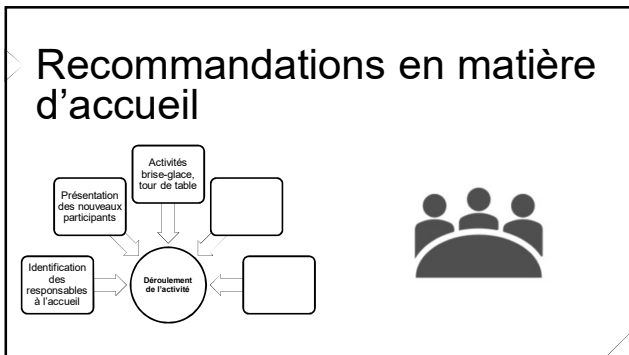 Recommandations en matière
d’accueil
Activités
brise-glace,
tour de table
Présentation
des nouveaux
participants
Identification
des
responsables
à l’accueil
Déroulement
de l’activité